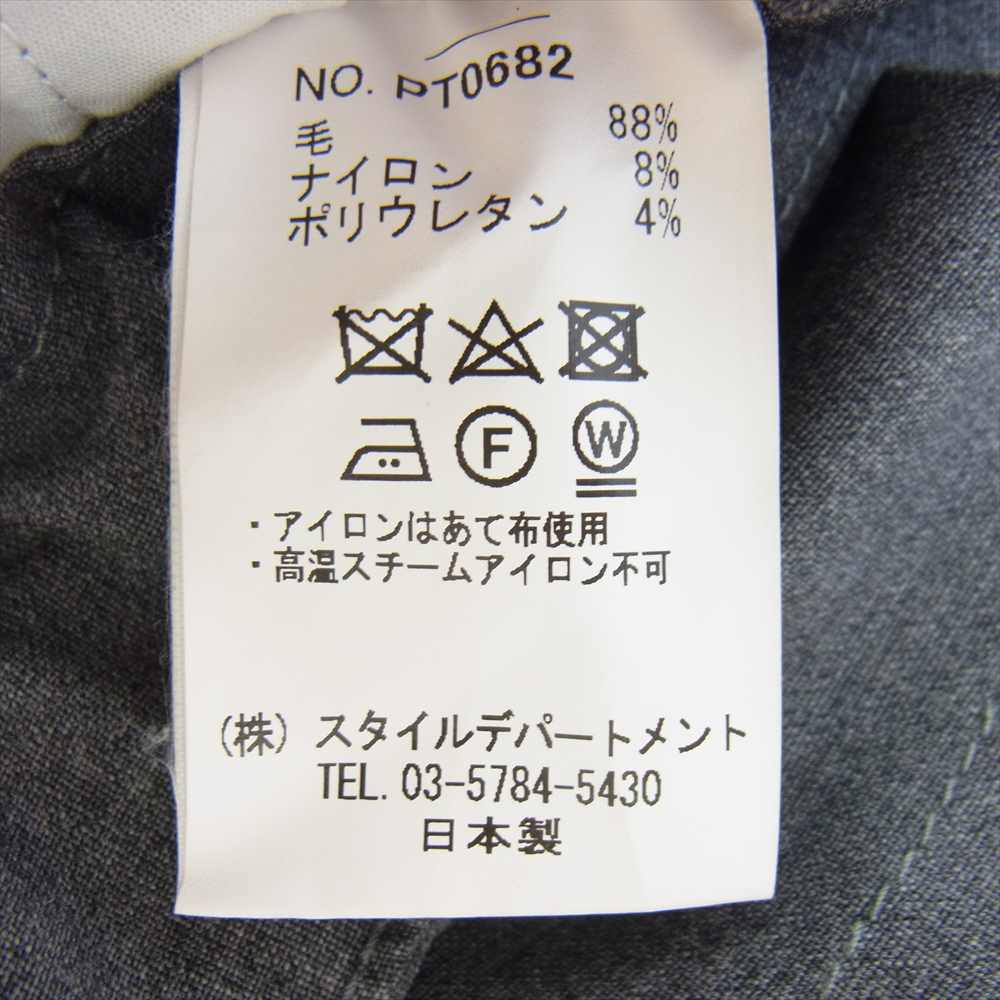 NO. PT0682
毛 88%
ナイロン 8%
ポリウレタン 4%
F W
・アイロンはあて布使用
・高温スチームアイロン不可
(株) スタイルデパートメント
TEL. 03-5784-5430
日本製